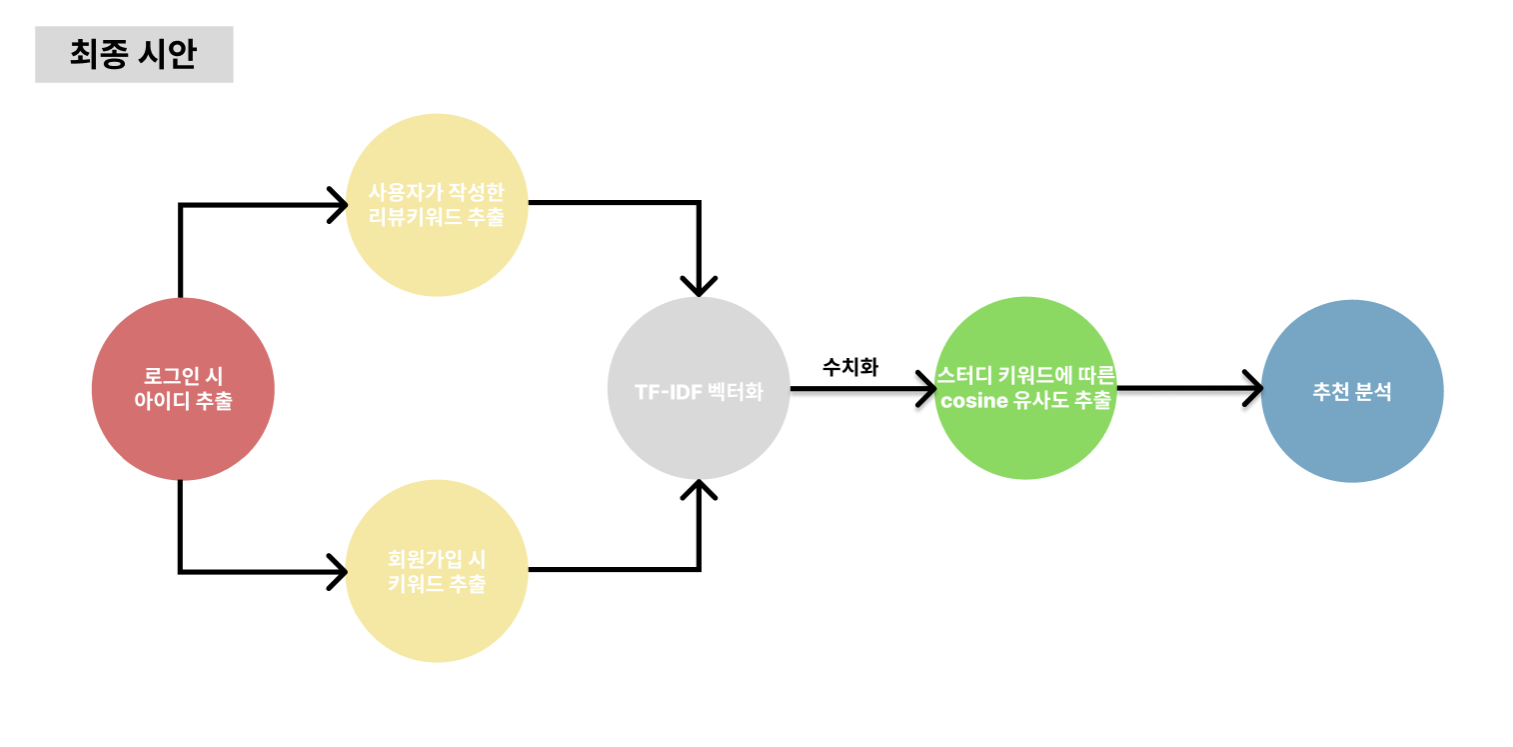 최종 시안
사용자가 작성한
리뷰키워드 추출
로그인 시
아이디 추출
회원가입 시
키워드 추출
TF-IDF 벡터화
수치화
스터디 키워드에 따른
cosine 유사도 추출
추천 분석